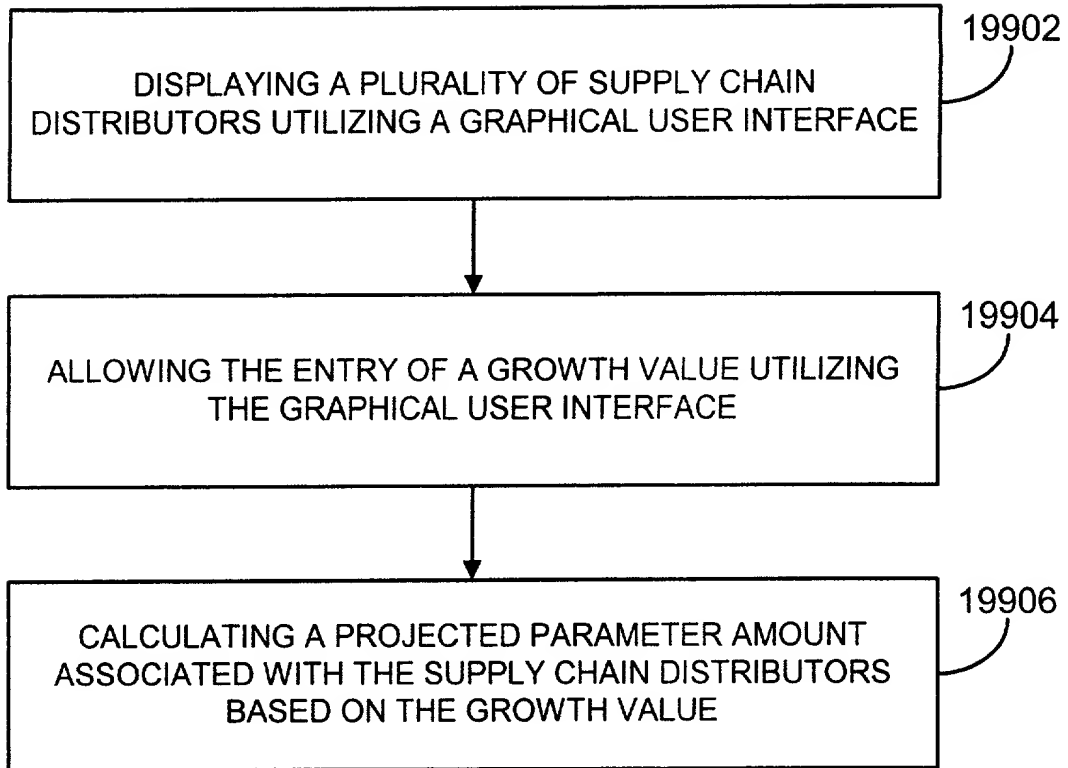 19902
DISPLAYING A PLURALITY OF SUPPLY CHAIN
DISTRIBUTORS UTILIZING A GRAPHICAL USER INTERFACE
19904
ALLOWING THE ENTRY OF A GROWTH VALUE UTILIZING
THE GRAPHICAL USER INTERFACE
19906
CALCULATING A PROJECTED PARAMETER AMOUNT
ASSOCIATED WITH THE SUPPLY CHAIN DISTRIBUTORS
BASED ON THE GROWTH VALUE